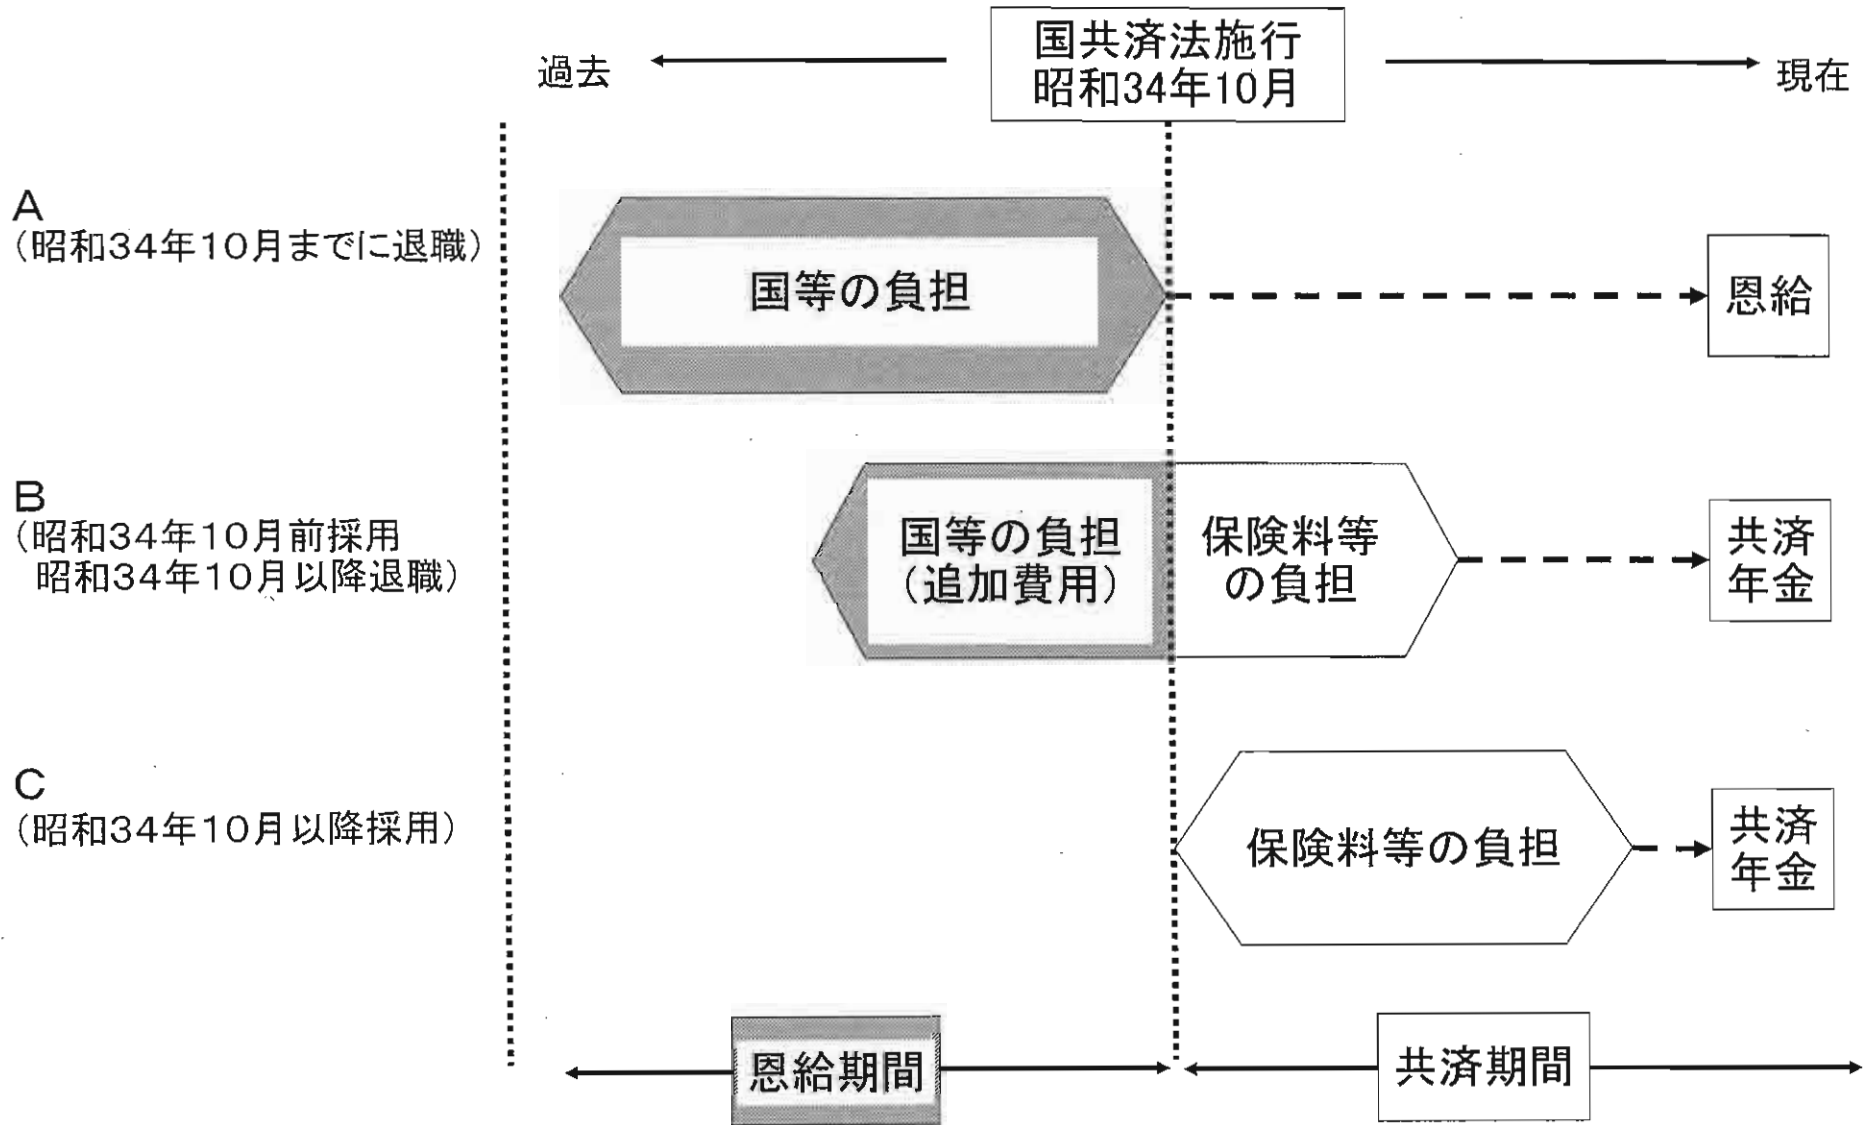 国共済法施行
昭和34年10月
過去
現在
A
（昭和34年10月までに退職）
国等の負担
恩給
B
（昭和34年10月前採用
昭和34年10月以降退職）
国等の負担
（追加費用）
保険料等
の負担
共済
年金
C
（昭和34年10月以降採用）
保険料等の負担
共済
年金
恩給期間
共済期間